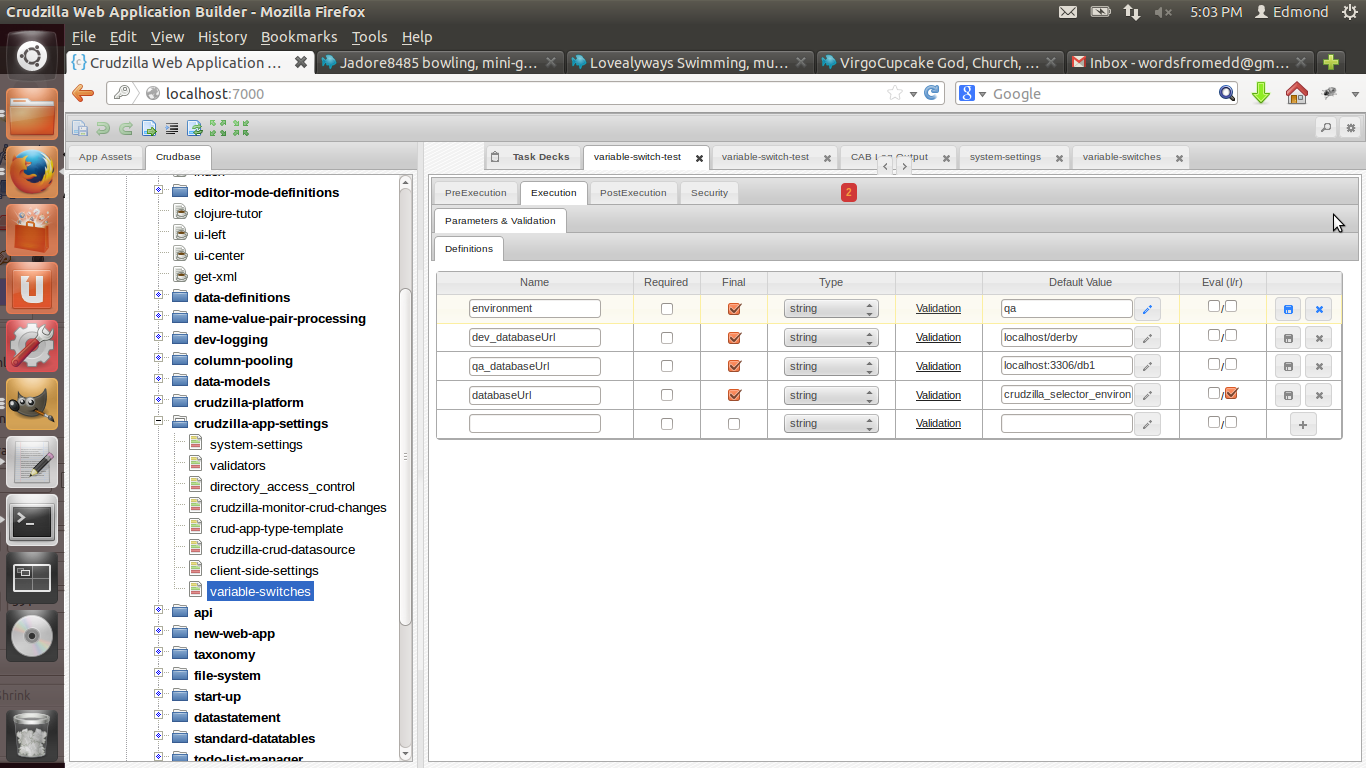 Crudzilla Web Application Builder - Mozilla Firefox
5:03 PM Edmond
File Edit View History Bookmarks Tools Help
Crudzilla Web Application ...
Jadore8485 bowling, mini-g...
Lovealyways Swimming, mu...
VirgoCupcake God, Church, ...
Inbox - wordsfromedd@gm...
localhost:7000
Google
App Assets
Crudbase
editor-mode-definitions
clojure-tutor
ui-left
ui-center
get-xml
data-definitions
name-value-pair-processing
dev-logging
column-pooling
data-models
crudzilla-platform
crudzilla-app-settings
system-settings
validators
directory_access_control
crudzilla-monitor-crud-changes
crud-app-type-template
crudzilla-crud-datasource
client-side-settings
variable-switches
api
new-web-app
taxonomy
file-system
start-up
datastatement
standard-datatables
todo-list-manager
Task Decks
variable-switch-test
variable-switch-test
CAB Log Output
system-settings
variable-switches
PreExecution Execution PostExecution Security 2
Parameters & Validation
Definitions
Name Required Final Type Default Value Eval (l/r)
environment string Validation qa /
dev_databaseUrl string Validation localhost/derby /
qa_databaseUrl string Validation localhost:3306/db1 /
databaseUrl string Validation crudzilla_selector_environ /
string Validation /
shrink